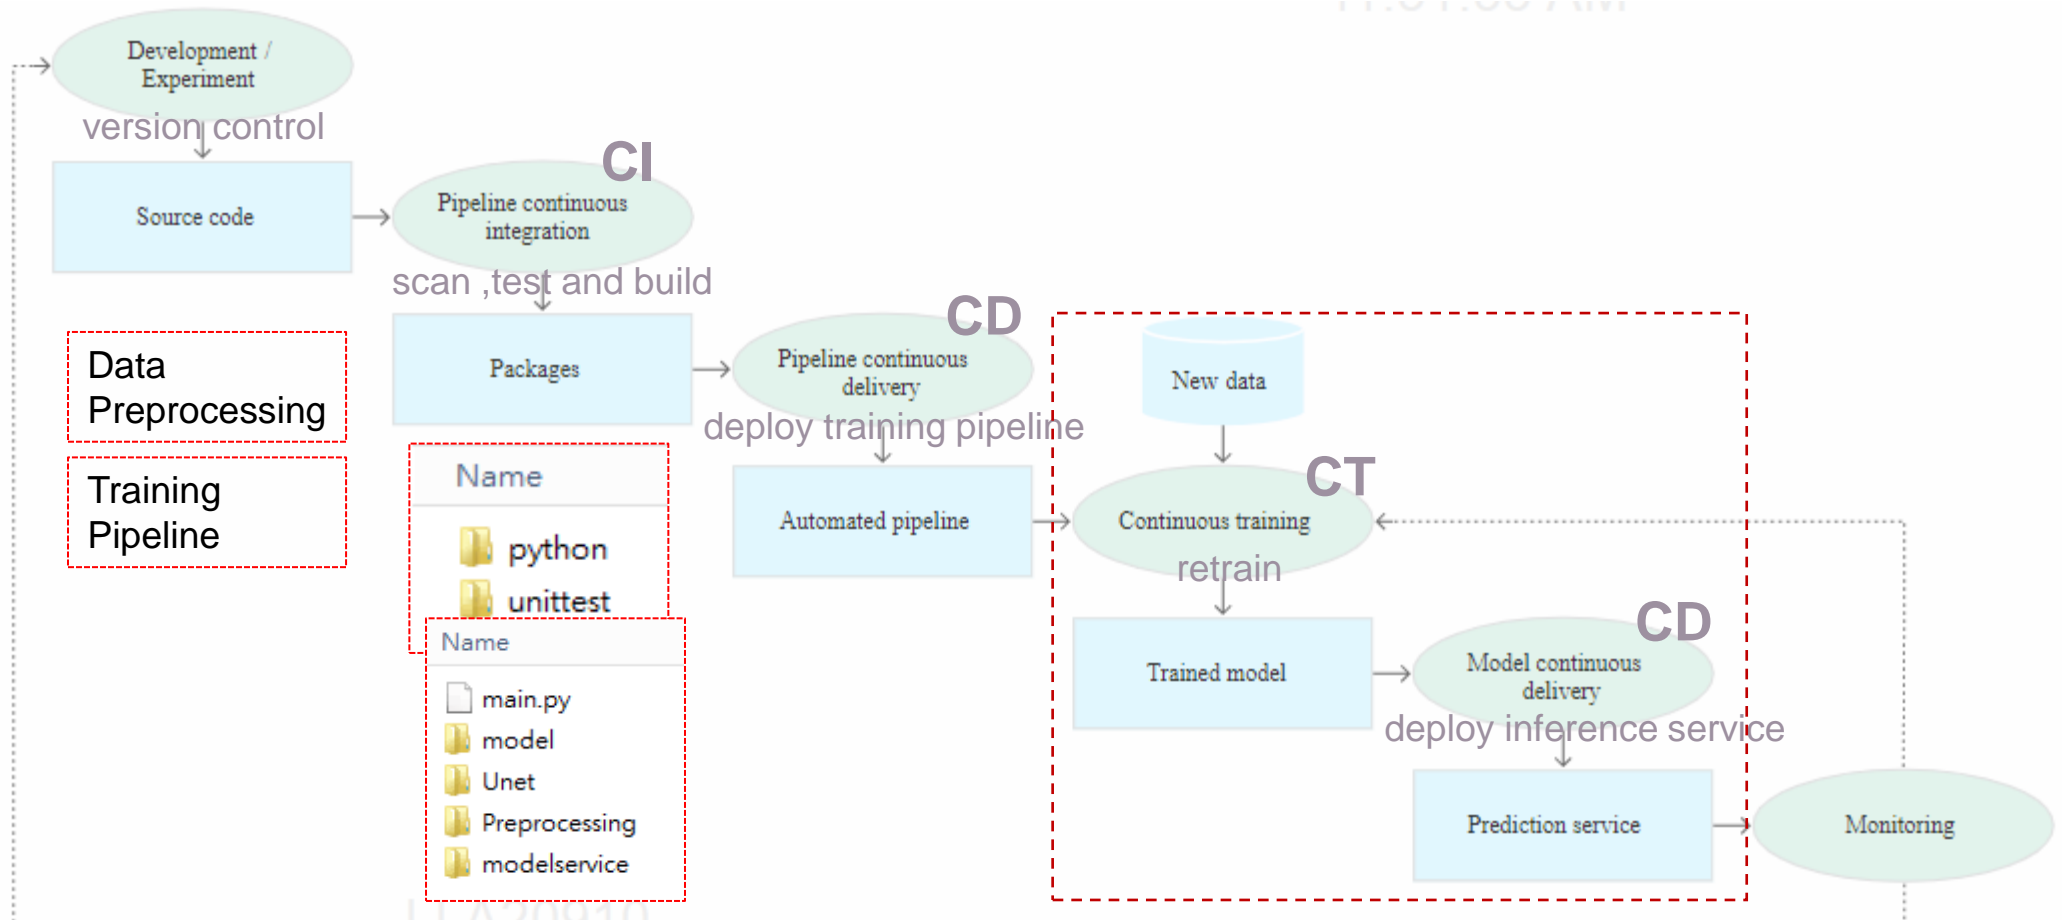 Development /
Experiment
version control
Source code
CI
Pipeline continuous
integration
scan ,test and build
Packages
CD
Pipeline continuous
delivery
deploy training pipeline
Automated pipeline
New data
CT
Continuous training
retrain
Trained model
CD
Model continuous
delivery
deploy inference service
Prediction service
Monitoring
Data
Preprocessing
Training
Pipeline
Name
python
unittest
Name
main.py
model
Unet
Preprocessing
modelservice